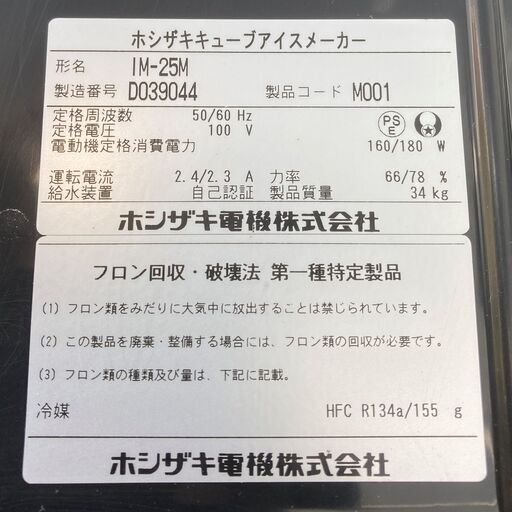 ホシザキキューブアイスメーカー
形名 IM-25M
製造番号 D039044 製品コード M001
定格周波数 50/60 Hz
定格電圧 100 V
電動機定格消費電力 160/180 W
PS E
運転電流 2.4/2.3 A 力率 66/78 %
給水装置 自己認証 製品質量 34 kg
ホシザキ電機株式会社
フロン回収・破壊法 第一種特定製品
(1) フロン類をみだりに大気中に放出することは禁じられています。
(2) この製品を廃棄・整備する場合には、フロン類の回収が必要です。
(3) フロン類の種類及び量は、下記に記載。
冷媒 HFC R134a/155 g
ホシザキ電機株式会社